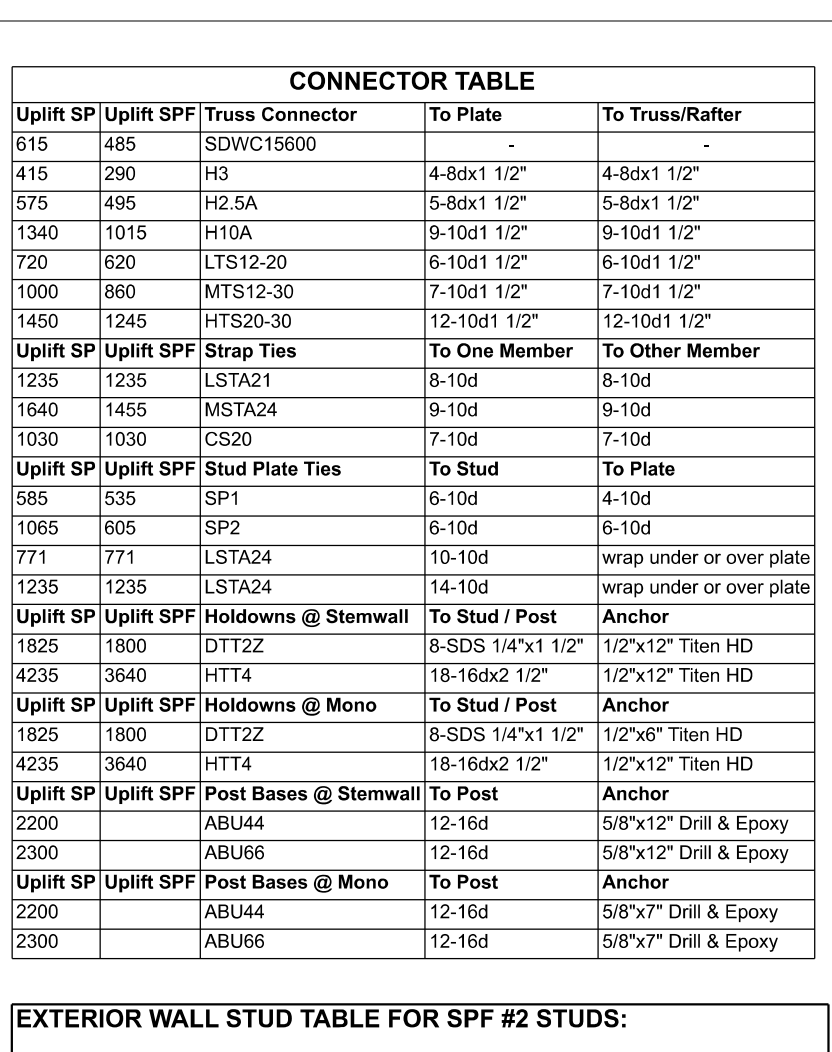 CONNECTOR TABLE
Uplift SP Uplift SPF Truss Connector To Plate To Truss/Rafter
615 485 SDWC15600 - -
415 290 H3 4-8dx1 1/2" 4-8dx1 1/2"
575 495 H2.5A 5-8dx1 1/2" 5-8dx1 1/2"
1340 1015 H10A 9-10d1 1/2" 9-10d1 1/2"
720 620 LTS12-20 6-10d1 1/2" 6-10d1 1/2"
1000 860 MTS12-30 7-10d1 1/2" 7-10d1 1/2"
1450 1245 HTS20-30 12-10d1 1/2" 12-10d1 1/2"
Uplift SP Uplift SPF Strap Ties To One Member To Other Member
1235 1235 LSTA21 8-10d 8-10d
1640 1455 MSTA24 9-10d 9-10d
1030 1030 CS20 7-10d 7-10d
Uplift SP Uplift SPF Stud Plate Ties To Stud To Plate
585 535 SP1 6-10d 4-10d
1065 605 SP2 6-10d 6-10d
771 771 LSTA24 10-10d wrap under or over plate
1235 1235 LSTA24 14-10d wrap under or over plate
Uplift SP Uplift SPF Holdowns @ Stemwall To Stud / Post Anchor
1825 1800 DTT2Z 8-SDS 1/4"x1 1/2" 1/2"x12" Titen HD
4235 3640 HTT4 18-16dx2 1/2" 1/2"x12" Titen HD
Uplift SP Uplift SPF Holdowns @ Mono To Stud / Post Anchor
1825 1800 DTT2Z 8-SDS 1/4"x1 1/2" 1/2"x6" Titen HD
4235 3640 HTT4 18-16dx2 1/2" 1/2"x12" Titen HD
Uplift SP Uplift SPF Post Bases @ Stemwall To Post Anchor
2200 ABU44 12-16d 5/8"x12" Drill & Epoxy
2300 ABU66 12-16d 5/8"x12" Drill & Epoxy
Uplift SP Uplift SPF Post Bases @ Mono To Post Anchor
2200 ABU44 12-16d 5/8"x7" Drill & Epoxy
2300 ABU66 12-16d 5/8"x7" Drill & Epoxy
EXTERIOR WALL STUD TABLE FOR SPF #2 STUDS: